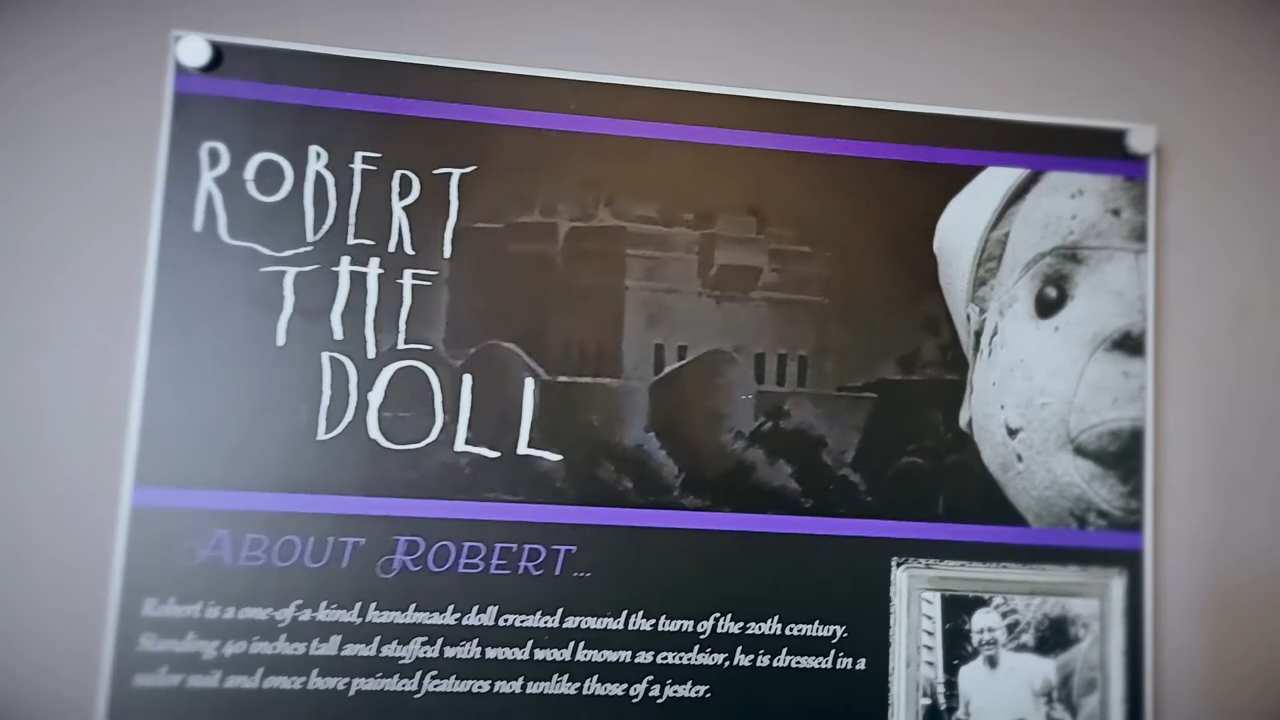 ROBERT
THE
DOLL
ABOUT ROBERT...
Robert is a one-of-a-kind, handmade doll created around the turn of the 20th century.
Standing 40 inches tall and stuffed with wood wool known as excelsior, he is dressed in a
sailor suit and once bore painted features not unlike those of a jester.